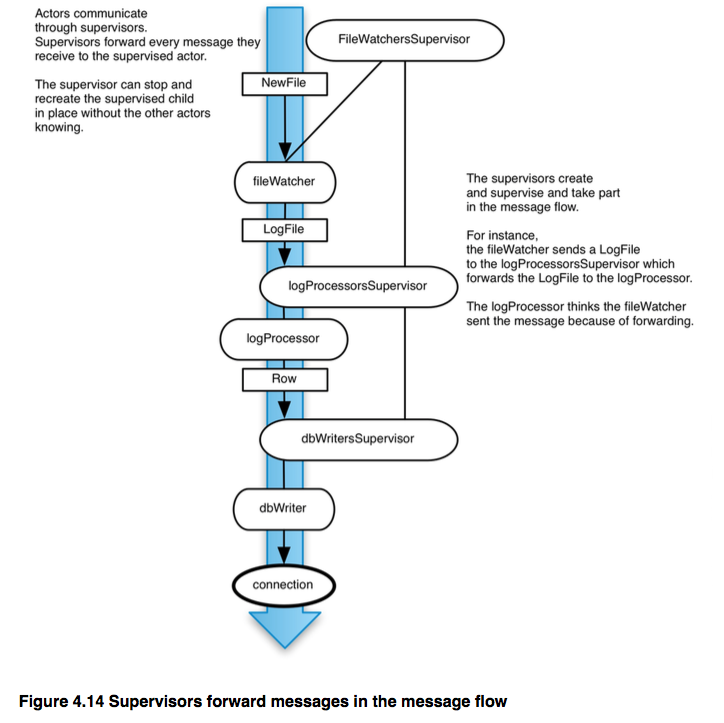 Actors communicate
through supervisors.
Supervisors forward every message they
receive to the supervised actor.
The supervisor can stop and
recreate the supervised child
in place without the other actors
knowing.
FileWatchersSupervisor
NewFile
fileWatcher
The supervisors create
and supervise and take part
in the message flow.
For instance,
the fileWatcher sends a LogFile
to the logProcessorsSupervisor which
forwards the LogFile to the logProcessor.
The logProcessor thinks the fileWatcher
sent the message because of forwarding.
LogFile
logProcessorsSupervisor
logProcessor
Row
dbWritersSupervisor
dbWriter
connection
Figure 4.14 Supervisors forward messages in the message flow